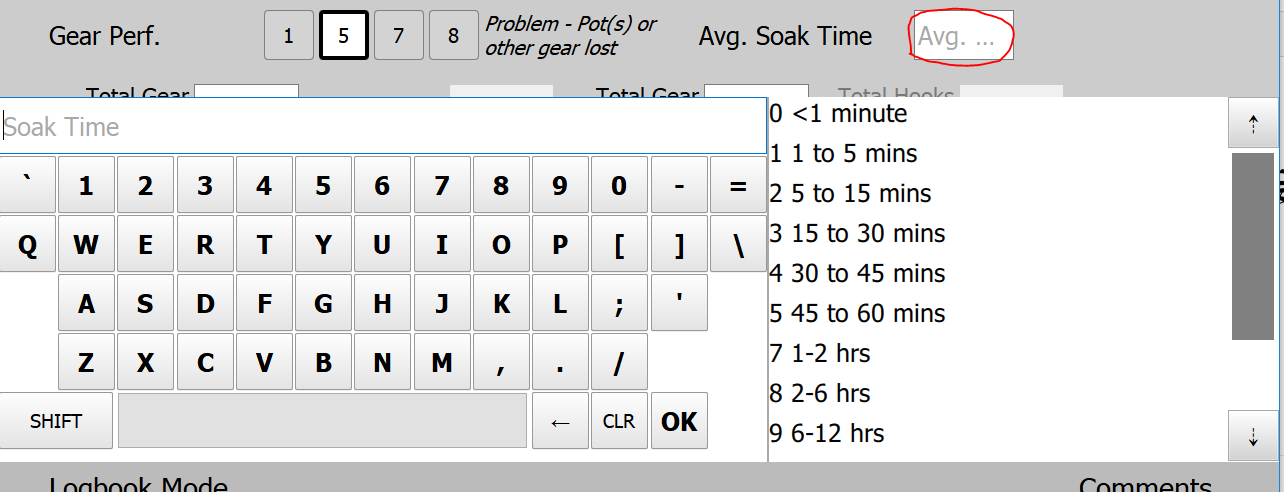 Gear Perf.
1 5 7 8
Problem - Pot(s) or
other gear lost
Avg. Soak Time
Avg. ...
Total Gear
Total Gear
Total Hooks
Soak Time
` 1 2 3 4 5 6 7 8 9 0 - =
Q W E R T Y U I O P [ ] \
A S D F G H J K L ; '
Z X C V B N M , . /
SHIFT ← CLR OK
0 <1 minute
1 1 to 5 mins
2 5 to 15 mins
3 15 to 30 mins
4 30 to 45 mins
5 45 to 60 mins
7 1-2 hrs
8 2-6 hrs
9 6-12 hrs
↑
↓
Logbook Mode
Comments